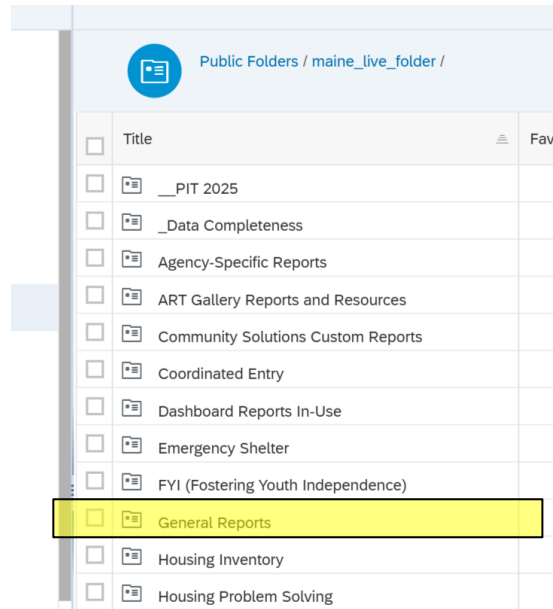 Public Folders / maine_live_folder /
Title Fav
__PIT 2025
_Data Completeness
Agency-Specific Reports
ART Gallery Reports and Resources
Community Solutions Custom Reports
Coordinated Entry
Dashboard Reports In-Use
Emergency Shelter
FYI (Fostering Youth Independence)
General Reports
Housing Inventory
Housing Problem Solving